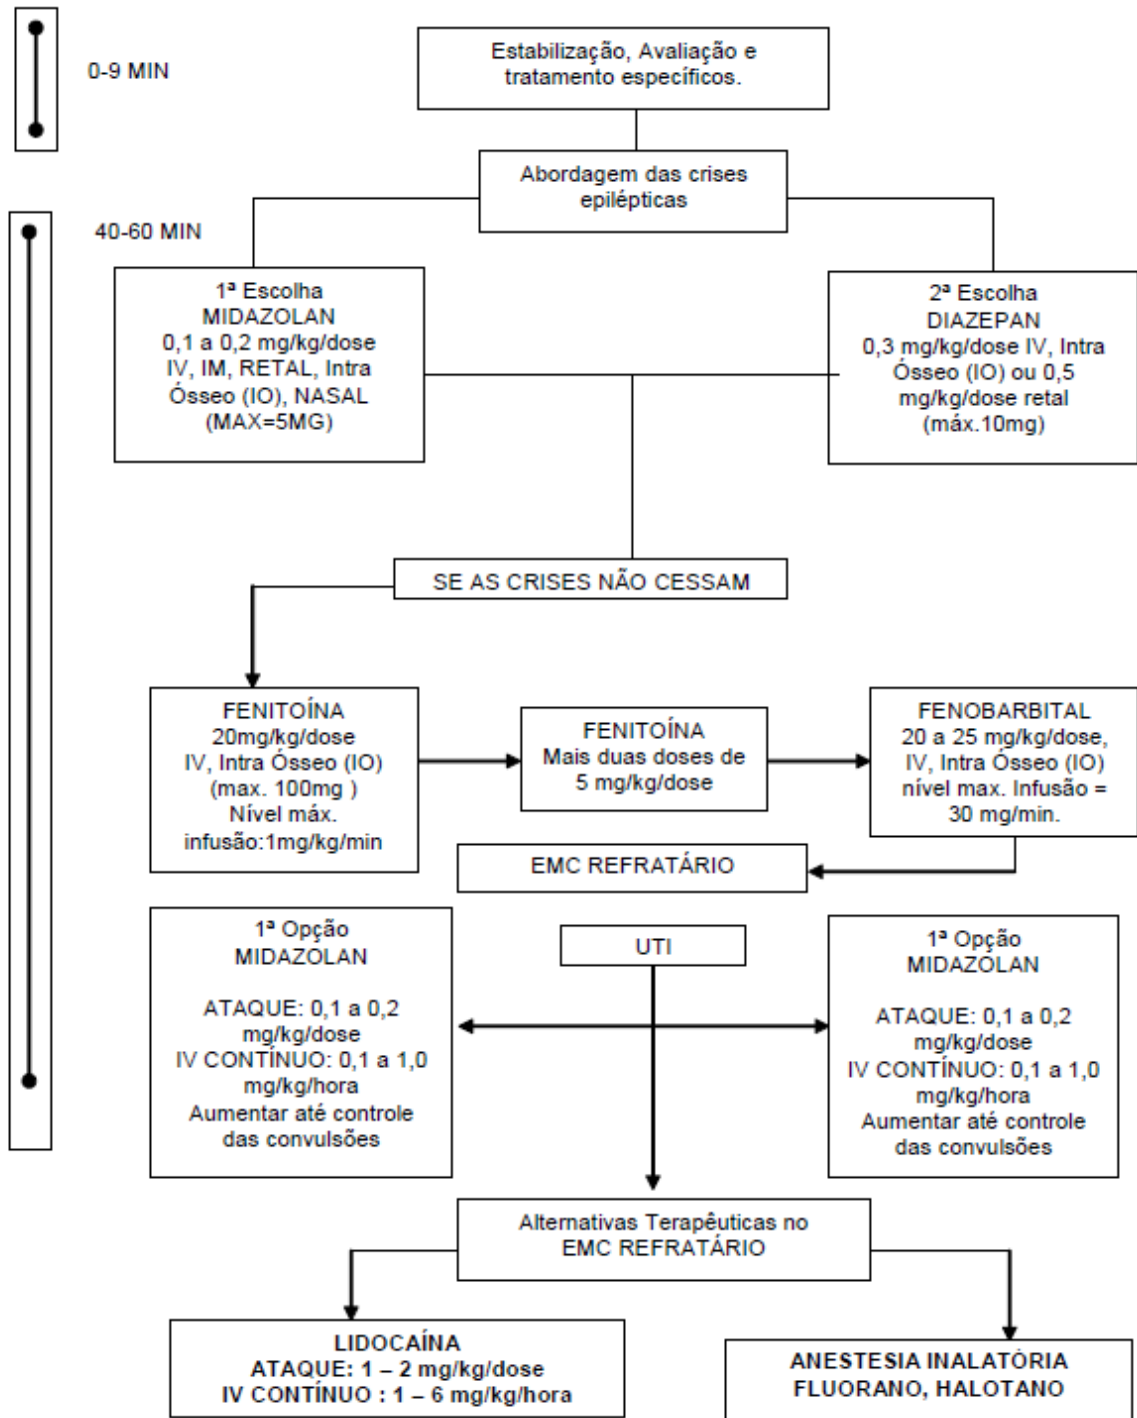 0-9 MIN
Estabilização, Avaliação e
tratamento específicos.
Abordagem das crises
epilépticas
40-60 MIN
1ª Escolha
MIDAZOLAN
0,1 a 0,2 mg/kg/dose
IV, IM, RETAL, Intra
Ósseo (IO), NASAL
(MAX=5MG)
2ª Escolha
DIAZEPAN
0,3 mg/kg/dose IV, Intra
Ósseo (IO) ou 0,5
mg/kg/dose retal
(máx.10mg)
SE AS CRISES NÃO CESSAM
FENITOÍNA
20mg/kg/dose
IV, Intra Ósseo (IO)
(max. 100mg )
Nível máx.
infusão:1mg/kg/min
FENITOÍNA
Mais duas doses de
5 mg/kg/dose
FENOBARBITAL
20 a 25 mg/kg/dose,
IV, Intra Ósseo (IO)
nível max. Infusão =
30 mg/min.
EMC REFRATÁRIO
1ª Opção
MIDAZOLAN
ATAQUE: 0,1 a 0,2
mg/kg/dose
IV CONTÍNUO: 0,1 a 1,0
mg/kg/hora
Aumentar até controle
das convulsões
UTI
1ª Opção
MIDAZOLAN
ATAQUE: 0,1 a 0,2
mg/kg/dose
IV CONTÍNUO: 0,1 a 1,0
mg/kg/hora
Aumentar até controle
das convulsões
Alternativas Terapêuticas no
EMC REFRATÁRIO
LIDOCAÍNA
ATAQUE: 1 – 2 mg/kg/dose
IV CONTÍNUO : 1 – 6 mg/kg/hora
ANESTESIA INALATÓRIA
FLUORANO, HALOTANO